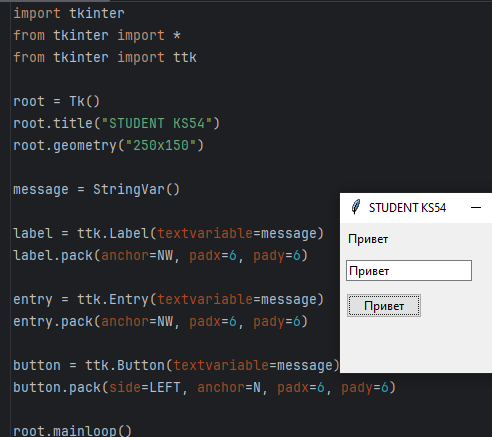 import tkinter
from tkinter import *
from tkinter import ttk
root = Tk()
root.title("STUDENT KS54")
root.geometry("250x150")
message = StringVar()
label = ttk.Label(textvariable=message)
label.pack(anchor=NW, padx=6, pady=6)
entry = ttk.Entry(textvariable=message)
entry.pack(anchor=NW, padx=6, pady=6)
button = ttk.Button(textvariable=message)
button.pack(side=LEFT, anchor=N, padx=6, pady=6)
root.mainloop()
STUDENT KS54
Привет
Привет
Привет